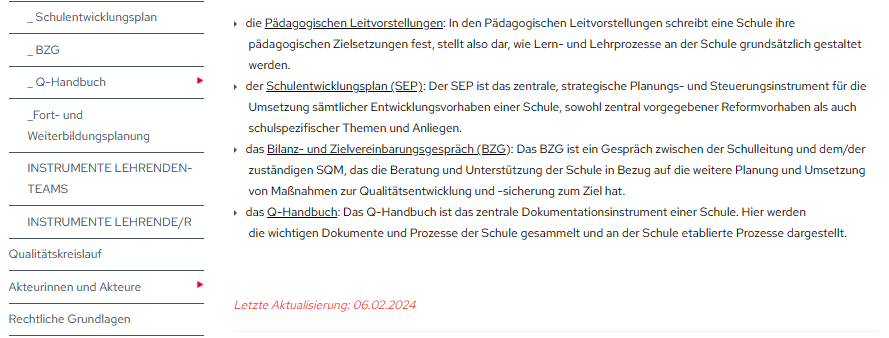 _ Schulentwicklungsplan
_ BZG
_ Q-Handbuch
_Fort- und
Weiterbildungsplanung
INSTRUMENTE LEHRENDEN-
TEAMS
INSTRUMENTE LEHRENDE/R
Qualitätskreislauf
Akteurinnen und Akteure
Rechtliche Grundlagen
die Pädagogischen Leitvorstellungen: In den Pädagogischen Leitvorstellungen schreibt eine Schule ihre
pädagogischen Zielsetzungen fest, stellt also dar, wie Lern- und Lehrprozesse an der Schule grundsätzlich gestaltet
werden.
der Schulentwicklungsplan (SEP): Der SEP ist das zentrale, strategische Planungs- und Steuerungsinstrument für die
Umsetzung sämtlicher Entwicklungsvorhaben einer Schule, sowohl zentral vorgegebener Reformvorhaben als auch
schulspezifischer Themen und Anliegen.
das Bilanz- und Zielvereinbarungsgespräch (BZG): Das BZG ist ein Gespräch zwischen der Schulleitung und dem/der
zuständigen SQM, das die Beratung und Unterstützung der Schule in Bezug auf die weitere Planung und Umsetzung
von Maßnahmen zur Qualitätsentwicklung und -sicherung zum Ziel hat.
das Q-Handbuch: Das Q-Handbuch ist das zentrale Dokumentationsinstrument einer Schule. Hier werden
die wichtigen Dokumente und Prozesse der Schule gesammelt und an der Schule etablierte Prozesse dargestellt.
Letzte Aktualisierung: 06.02.2024